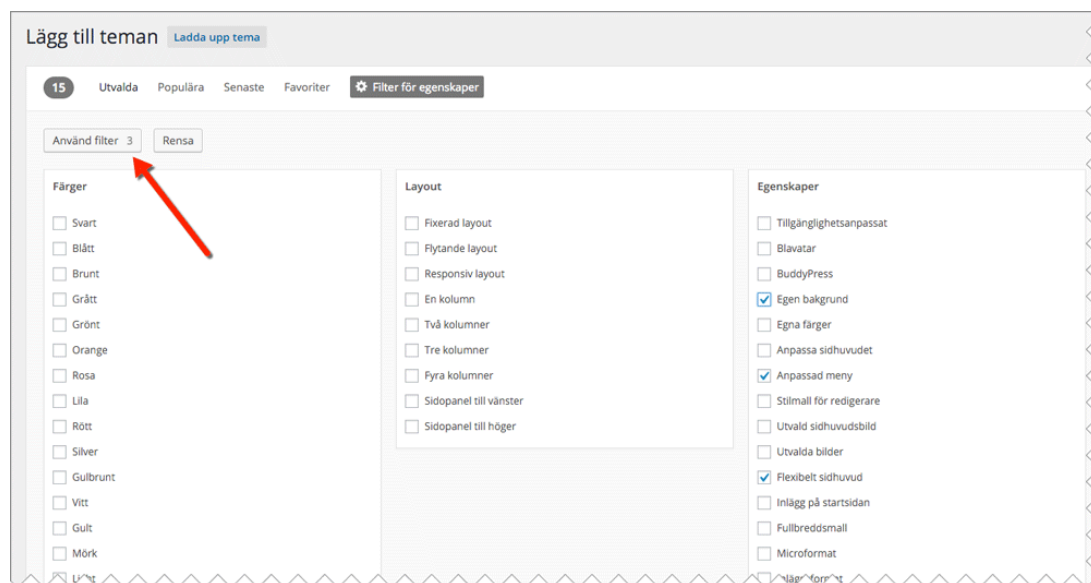 Lägg till teman Ladda upp tema
15 Utvalda Populära Senaste Favoriter Filter för egenskaper
Använd filter 3 Rensa
Färger
Svart
Blått
Brunt
Grått
Grönt
Orange
Rosa
Lila
Rött
Silver
Gulbrunt
Vitt
Gult
Mörk
Light
Layout
Fixerad layout
Flytande layout
Responsiv layout
En kolumn
Två kolumner
Tre kolumner
Fyra kolumner
Sidopanel till vänster
Sidopanel till höger
Egenskaper
Tillgänglighetsanpassat
Blavatar
BuddyPress
Egen bakgrund
Egna färger
Anpassa sidhuvudet
Anpassad meny
Stilmall för redigerare
Utvald sidhuvudsbild
Utvalda bilder
Flexibelt sidhuvud
Inlägg på startsidan
Fullbreddsmall
Microformat